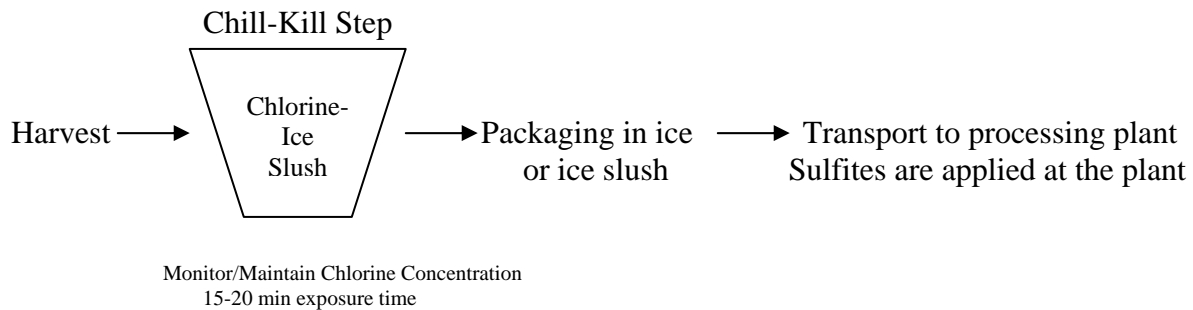 Chill-Kill Step
Harvest
Chlorine-
Ice
Slush
Packaging in ice
or ice slush
Transport to processing plant
Sulfites are applied at the plant
Monitor/Maintain Chlorine Concentration
15-20 min exposure time